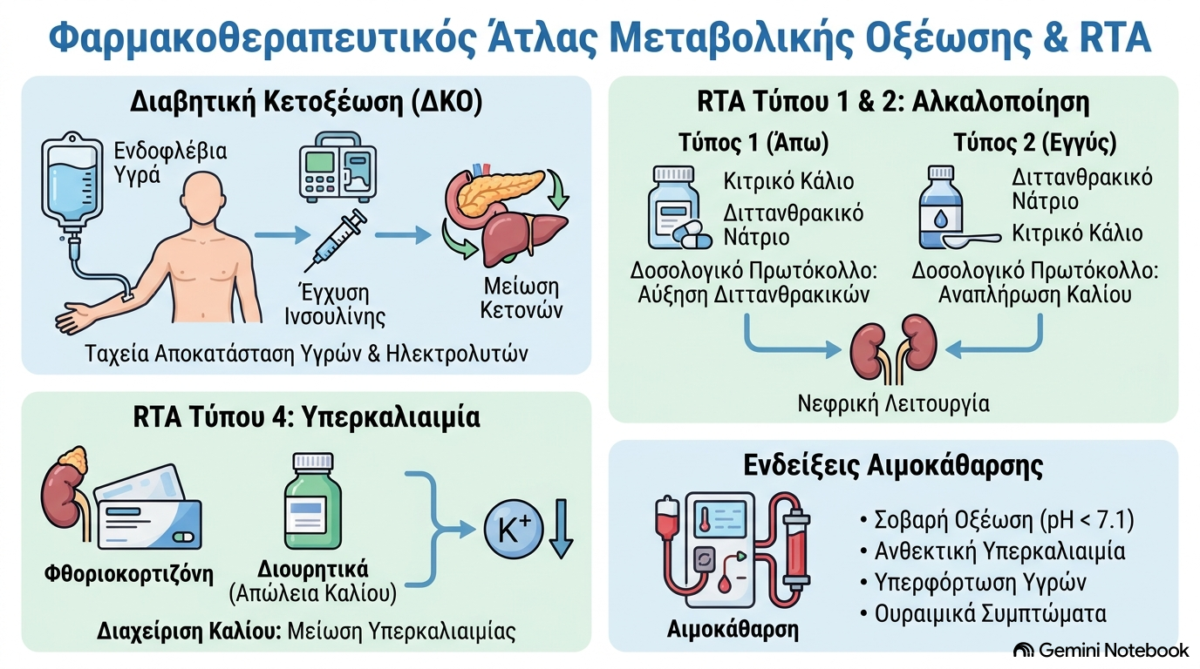 Φαρμακοθεραπευτικός Άτλας Μεταβολικής Οξέωσης & RTA
Διαβητική Κετοξέωση (ΔΚΟ)
Ενδοφλέβια
Υγρά
Έγχυση
Ινσουλίνης
Μείωση
Κετονών
Ταχεία Αποκατάσταση Υγρών & Ηλεκτρολυτών
RTA Τύπου 1 & 2: Αλκαλοποίηση
Τύπος 1 (Άπω)
Κιτρικό Κάλιο
Διττανθρακικό
Νάτριο
Δοσολογικό Πρωτόκολλο:
Αύξηση Διττανθρακικών
Τύπος 2 (Εγγύς)
Διττανθρακικό
Νάτριο
Κιτρικό Κάλιο
Δοσολογικό Πρωτόκολλο:
Αναπλήρωση Καλίου
Νεφρική Λειτουργία
RTA Τύπου 4: Υπερκαλιαιμία
Φθοριοκορτιζόνη
Διουρητικά
(Απώλεια Καλίου)
K+
Διαχείριση Καλίου: Μείωση Υπερκαλιαιμίας
Ενδείξεις Αιμοκάθαρσης
Αιμοκάθαρση
• Σοβαρή Οξέωση (pH < 7.1)
• Ανθεκτική Υπερκαλιαιμία
• Υπερφόρτωση Υγρών
• Ουραιμικά Συμπτώματα
Gemini Notebook